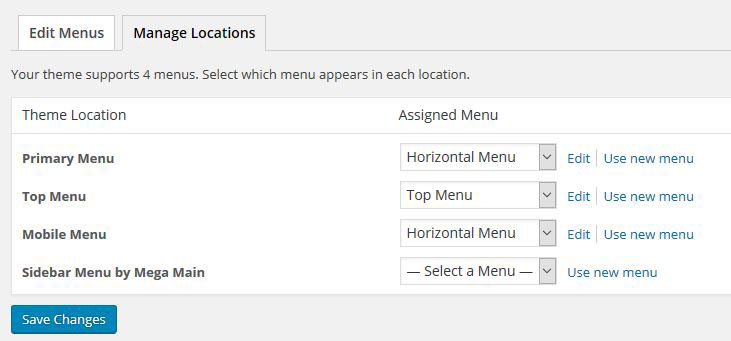 Edit Menus Manage Locations
Your theme supports 4 menus. Select which menu appears in each location.
Theme Location Assigned Menu
Primary Menu Horizontal Menu Edit Use new menu
Top Menu Top Menu Edit Use new menu
Mobile Menu Horizontal Menu Edit Use new menu
Sidebar Menu by Mega Main — Select a Menu — Use new menu
Save Changes